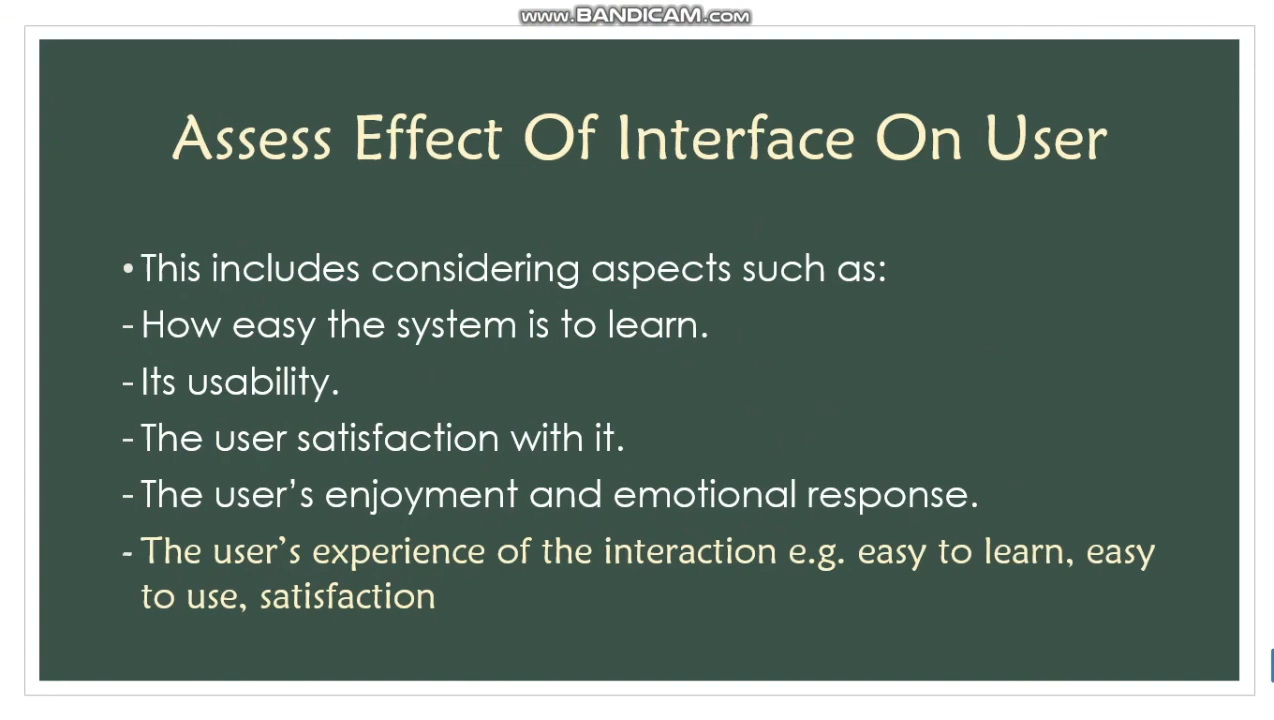 www.BANDICAM.com
Assess Effect Of Interface On User
• This includes considering aspects such as:
- How easy the system is to learn.
- Its usability.
- The user satisfaction with it.
- The user’s enjoyment and emotional response.
- The user’s experience of the interaction e.g. easy to learn, easy
to use, satisfaction